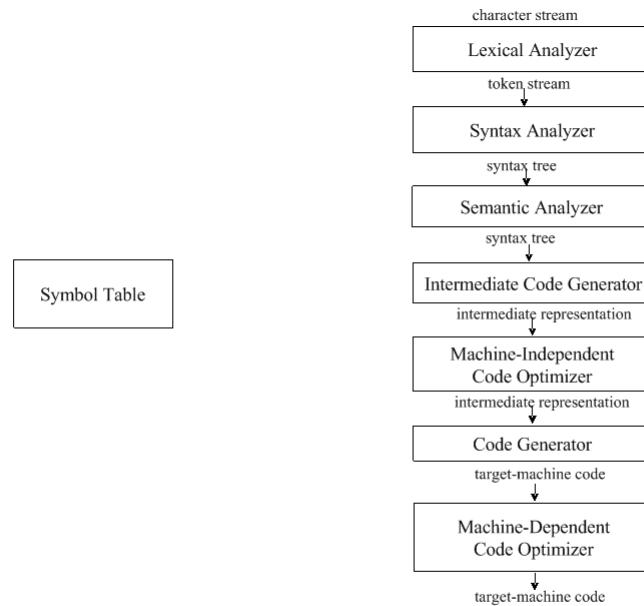 character stream
Lexical Analyzer
token stream
Syntax Analyzer
syntax tree
Semantic Analyzer
syntax tree
Symbol Table
Intermediate Code Generator
intermediate representation
Machine-Independent
Code Optimizer
intermediate representation
Code Generator
target-machine code
Machine-Dependent
Code Optimizer
target-machine code